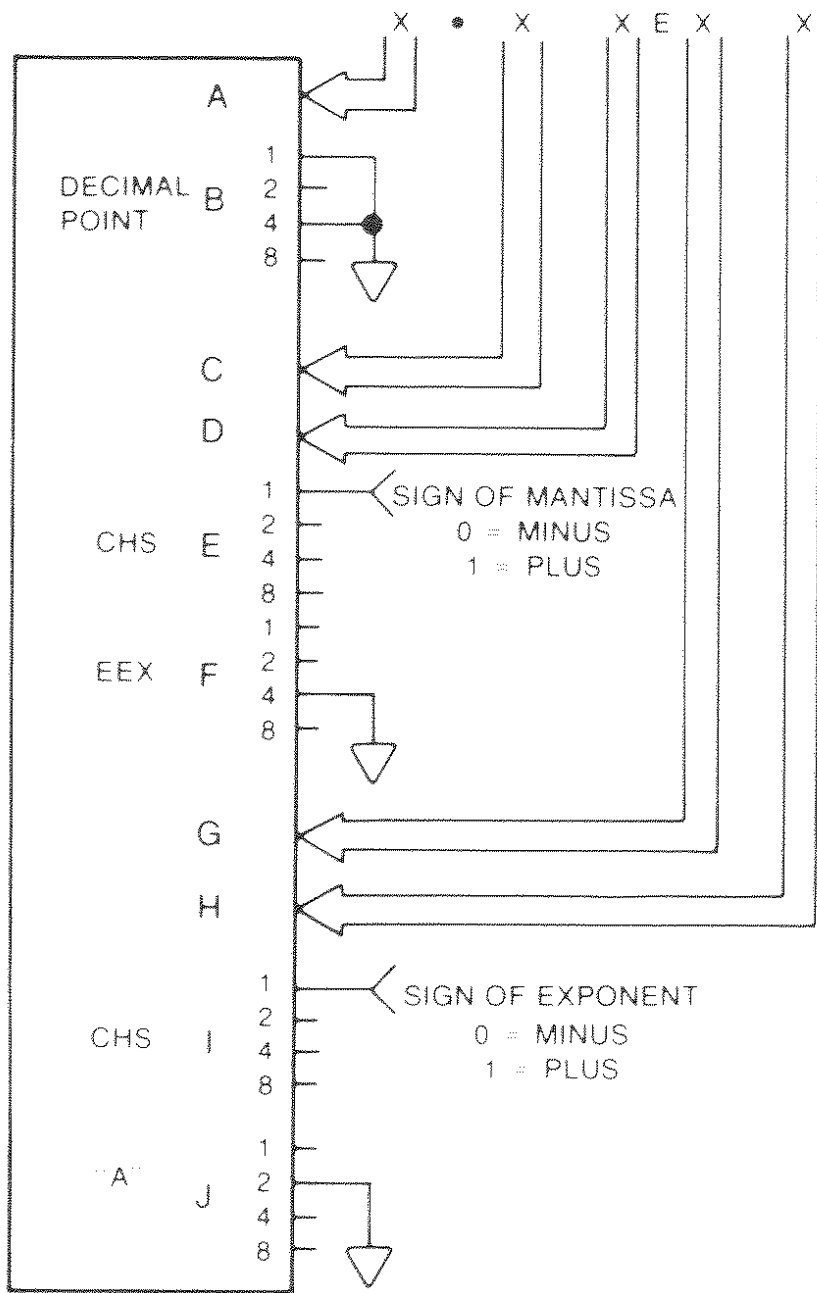 X • X X E X X
A
1
DECIMAL B 2
POINT 4
8
C
D
1 SIGN OF MANTISSA
2 0 = MINUS
CHS E 4 1 = PLUS
8
1
2
EEX F 4
8
G
H
1 SIGN OF EXPONENT
2 0 = MINUS
CHS I 4 1 = PLUS
8
1
"A" J 2
4
8